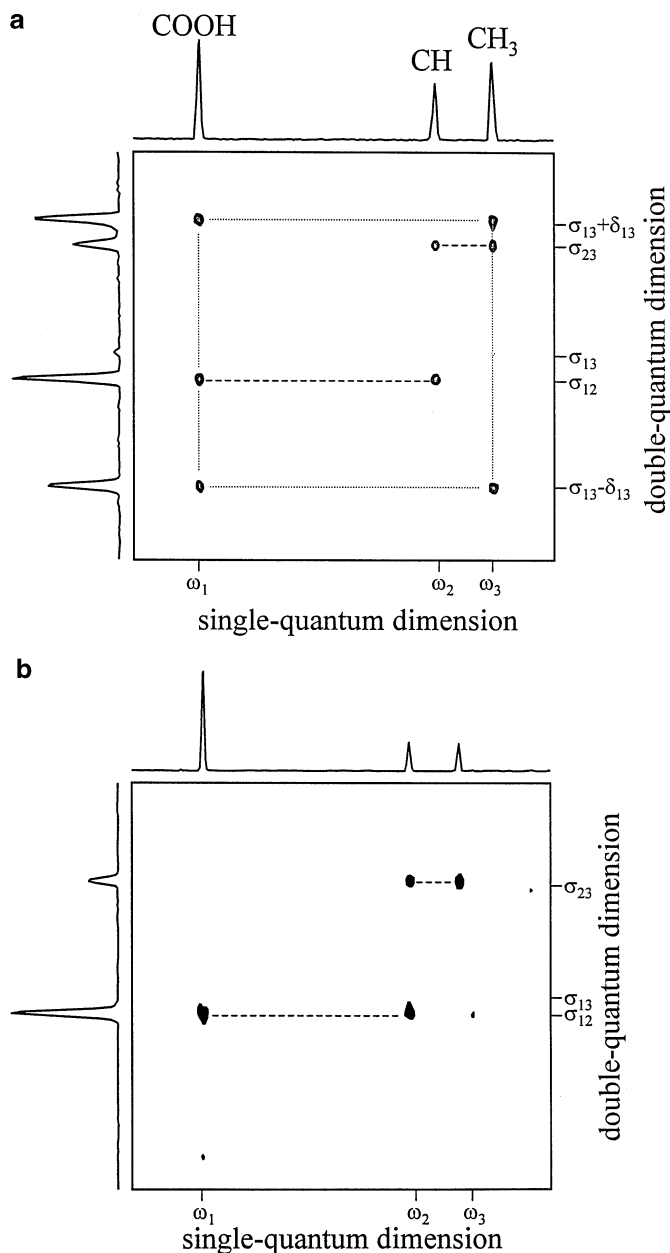 a
COOH
CH
CH₃
σ₁₃+δ₁₃
σ₂₃
σ₁₃
σ₁₂
σ₁₃-δ₁₃
double-quantum dimension
ω₁
ω₂
ω₃
single-quantum dimension
b
σ₂₃
σ₁₃
σ₁₂
double-quantum dimension
ω₁
ω₂
ω₃
single-quantum dimension